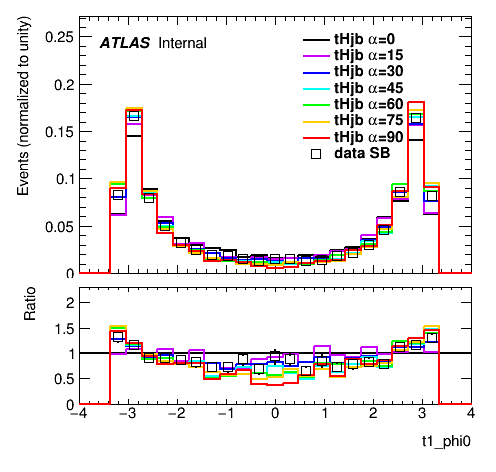 ATLAS Internal
tHjb α=0
tHjb α=15
tHjb α=30
tHjb α=45
tHjb α=60
tHjb α=75
tHjb α=90
data SB
Events (normalized to unity)
0.25
0.2
0.15
0.1
0.05
0
Ratio
2
1.5
1
0.5
0
−4 −3 −2 −1 0 1 2 3 4
t1_phi0